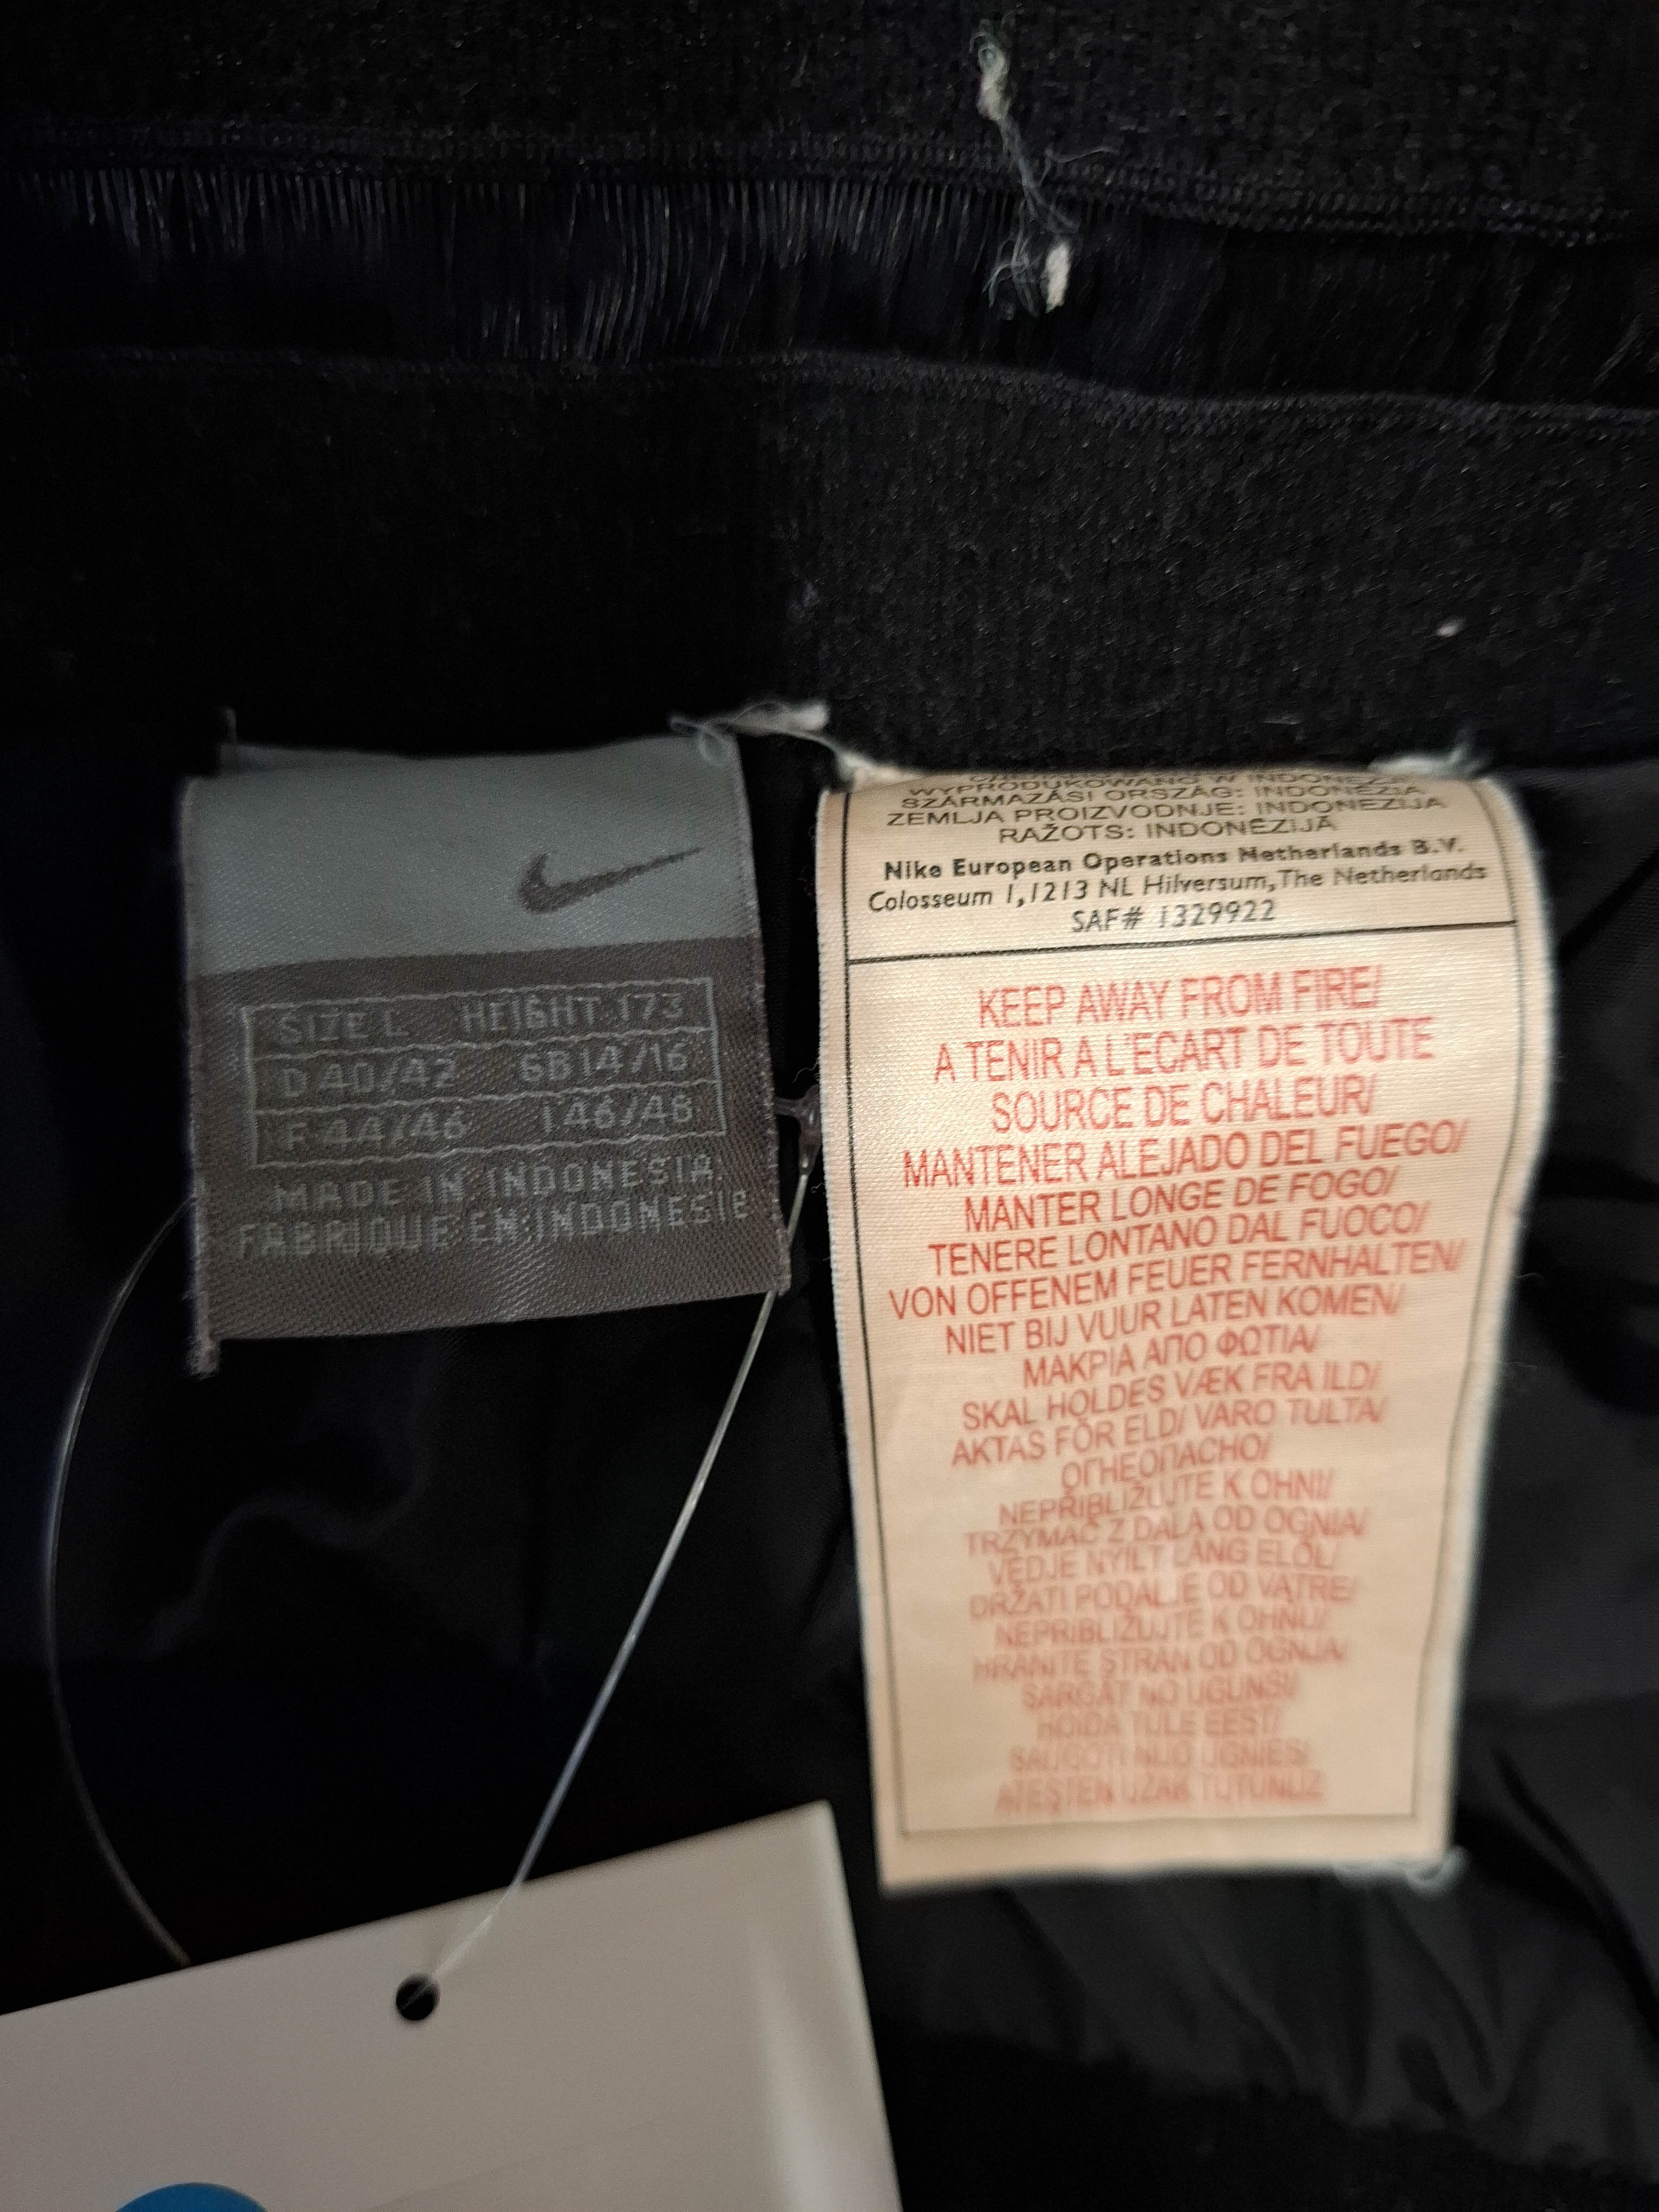 SIZE L HEIGHT 173
D 40/42 GB 14/16
F 44/46 I 46/48
MADE IN INDONESIA
FABRIQUE EN INDONESIE
WYPRODUKOWANO W INDONEZJA
SZÁRMAZÁSI ORSZÁG: INDONÉZIA
ZEMLJA PROIZVODNJE: INDONEZIJA
RAŽOTS: INDONĒZIJĀ
Nike European Operations Netherlands B.V.
Colosseum 1,1213 NL Hilversum,The Netherlands
SAF# 1329922
KEEP AWAY FROM FIRE/
A TENIR A L'ECART DE TOUTE
SOURCE DE CHALEUR/
MANTENER ALEJADO DEL FUEGO/
MANTER LONGE DE FOGO/
TENERE LONTANO DAL FUOCO/
VON OFFENEM FEUER FERNHALTEN/
NIET BIJ VUUR LATEN KOMEN/
ΜΑΚΡΙΑ ΑΠΟ ΦΩΤΙΑ/
SKAL HOLDES VÆK FRA ILD/
AKTAS FÖR ELD/ VARO TULTA/
ОГНЕОПАСНО/
NEPŘIBLIŽUJTE K OHNI/
TRZYMAĆ Z DALA OD OGNIA/
VÉDJE NYÍLT LÁNG ELŐL/
DRŽATI PODALJE OD VATRE/
NEPRIBLIŽUJTE K OHŇU/
HRANITE STRAN OD OGNJA/
SARGĀT NO UGUNS/
HOIDA TULE EEST/
SAUGOTI NUO UGNIES/
ATEŞTEN UZAK TUTUNUZ